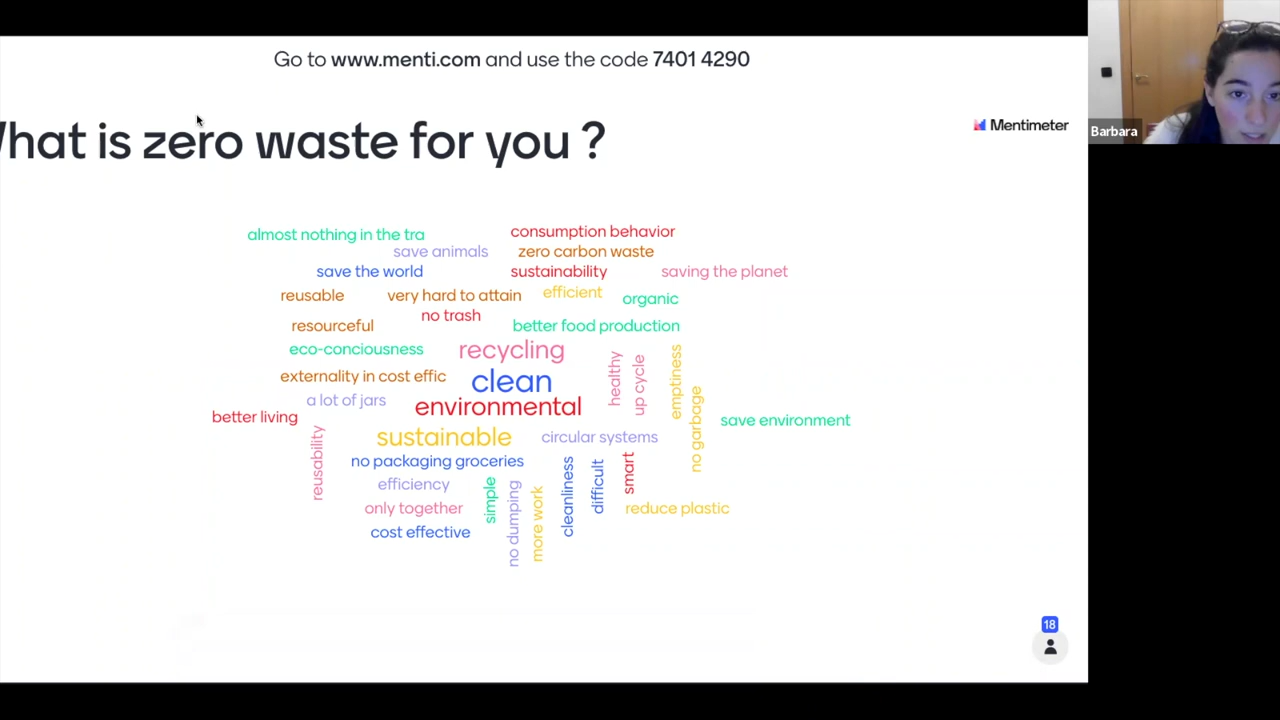 Go to www.menti.com and use the code 7401 4290
hat is zero waste for you ?
Mentimeter
Barbara
almost nothing in the tra
consumption behavior
save animals
zero carbon waste
save the world
sustainability
saving the planet
reusable
very hard to attain
efficient
organic
no trash
resourceful
better food production
eco-conciousness
recycling
healthy
up cycle
emptiness
externality in cost effic
clean
no garbage
a lot of jars
environmental
better living
save environment
reusability
sustainable
circular systems
no packaging groceries
efficiency
simple
no dumping
more work
cleanliness
difficult
smart
only together
reduce plastic
cost effective
18